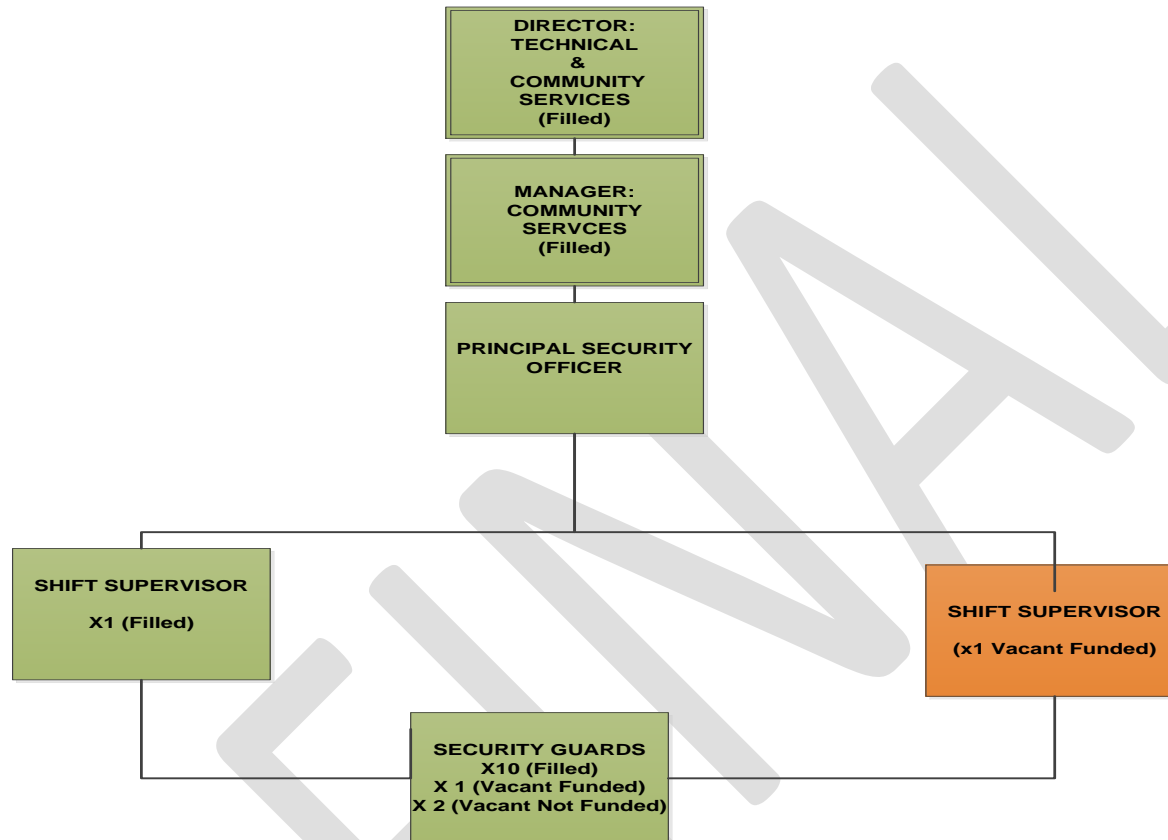 DIRECTOR:
TECHNICAL
&
COMMUNITY
SERVICES
(Filled)
MANAGER:
COMMUNITY
SERVCES
(Filled)
PRINCIPAL SECURITY
OFFICER
SHIFT SUPERVISOR
X1 (Filled)
SHIFT SUPERVISOR
(x1 Vacant Funded)
SECURITY GUARDS
X10 (Filled)
X 1 (Vacant Funded)
X 2 (Vacant Not Funded)
FINAL